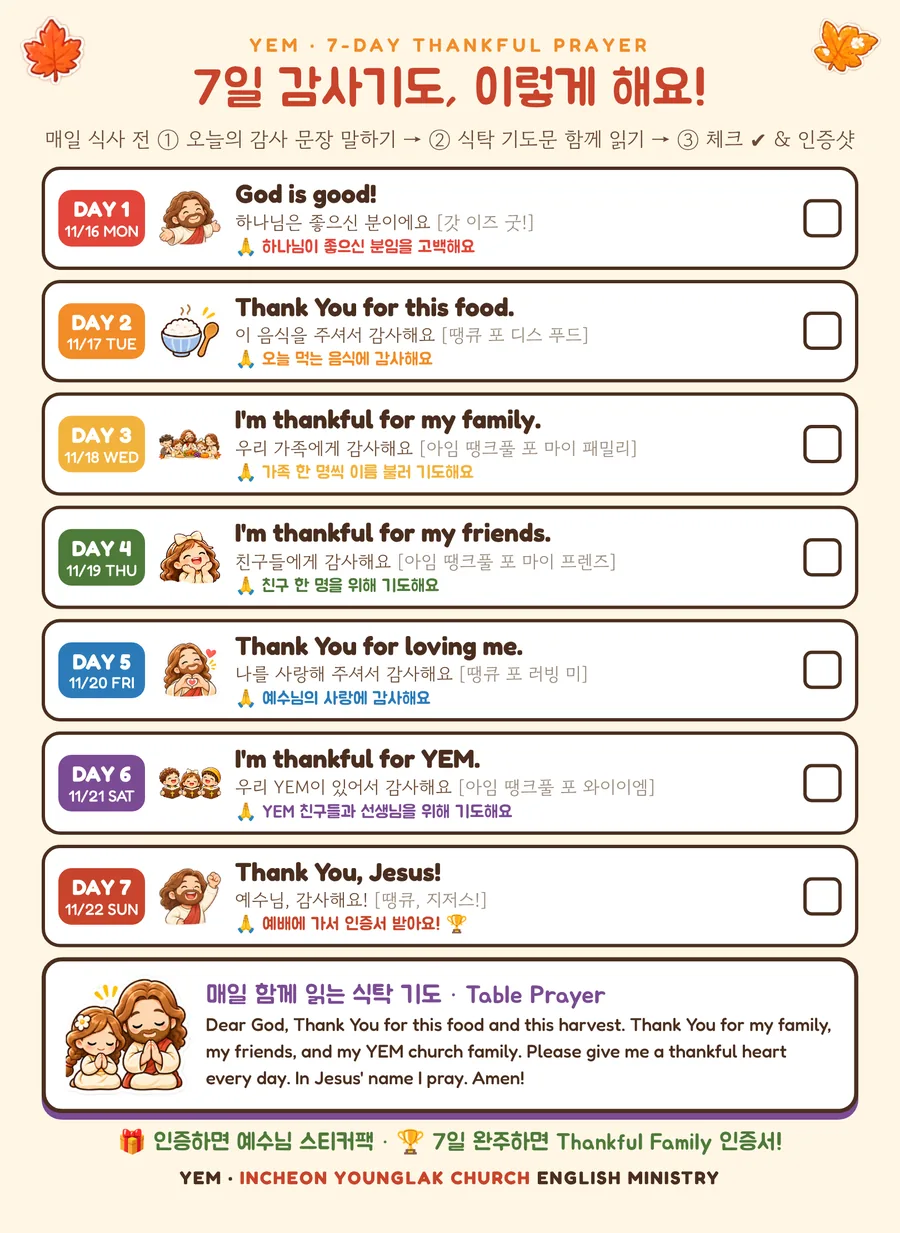 YEM · 7-DAY THANKFUL PRAYER
7일 감사기도, 이렇게 해요!
매일 식사 전 ① 오늘의 감사 문장 말하기 → ② 식탁 기도문 함께 읽기 → ③ 체크 ✔ & 인증샷
DAY 1
11/16 MON
God is good!
하나님은 좋으신 분이에요 [갓 이즈 굿!]
🙏 하나님이 좋으신 분임을 고백해요
DAY 2
11/17 TUE
Thank You for this food.
이 음식을 주셔서 감사해요 [땡큐 포 디스 푸드]
🙏 오늘 먹는 음식에 감사해요
DAY 3
11/18 WED
I'm thankful for my family.
우리 가족에게 감사해요 [아임 땡크풀 포 마이 패밀리]
🙏 가족 한 명씩 이름 불러 기도해요
DAY 4
11/19 THU
I'm thankful for my friends.
친구들에게 감사해요 [아임 땡크풀 포 마이 프렌즈]
🙏 친구 한 명을 위해 기도해요
DAY 5
11/20 FRI
Thank You for loving me.
나를 사랑해 주셔서 감사해요 [땡큐 포 러빙 미]
🙏 예수님의 사랑에 감사해요
DAY 6
11/21 SAT
I'm thankful for YEM.
우리 YEM이 있어서 감사해요 [아임 땡크풀 포 와이이엠]
🙏 YEM 친구들과 선생님을 위해 기도해요
DAY 7
11/22 SUN
Thank You, Jesus!
예수님, 감사해요! [땡큐, 지저스!]
🙏 예배에 가서 인증서 받아요! 🏆
매일 함께 읽는 식탁 기도 · Table Prayer
Dear God, Thank You for this food and this harvest. Thank You for my family,
my friends, and my YEM church family. Please give me a thankful heart
every day. In Jesus' name I pray. Amen!
🎁 인증하면 예수님 스티커팩 · 🏆 7일 완주하면 Thankful Family 인증서!
YEM · INCHEON YOUNGLAK CHURCH ENGLISH MINISTRY